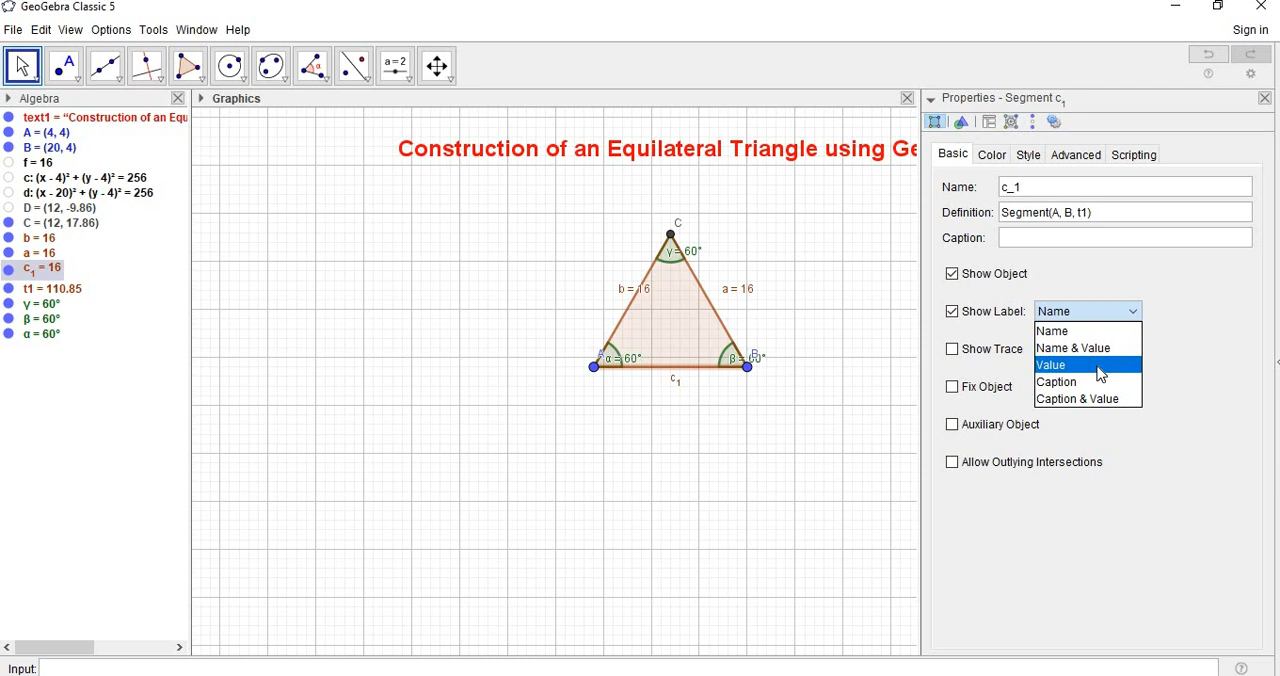 GeoGebra Classic 5
File Edit View Options Tools Window Help
Sign in
A
α
a=2
Algebra
Graphics
Properties - Segment c₁
text1 = “Construction of an Equ
A = (4, 4)
B = (20, 4)
f = 16
c: (x - 4)² + (y - 4)² = 256
d: (x - 20)² + (y - 4)² = 256
D = (12, -9.86)
C = (12, 17.86)
b = 16
a = 16
c₁ = 16
t1 = 110.85
γ = 60°
β = 60°
α = 60°
Construction of an Equilateral Triangle using Ge
C
γ = 60°
b = 16
a = 16
A
α = 60°
B
β = 60°
c₁
Basic Color Style Advanced Scripting
Name: c_1
Definition: Segment(A, B, t1)
Caption:
Show Object
Show Label: Name
Name
Name & Value
Value
Caption
Caption & Value
Show Trace
Fix Object
Auxiliary Object
Allow Outlying Intersections
Input: